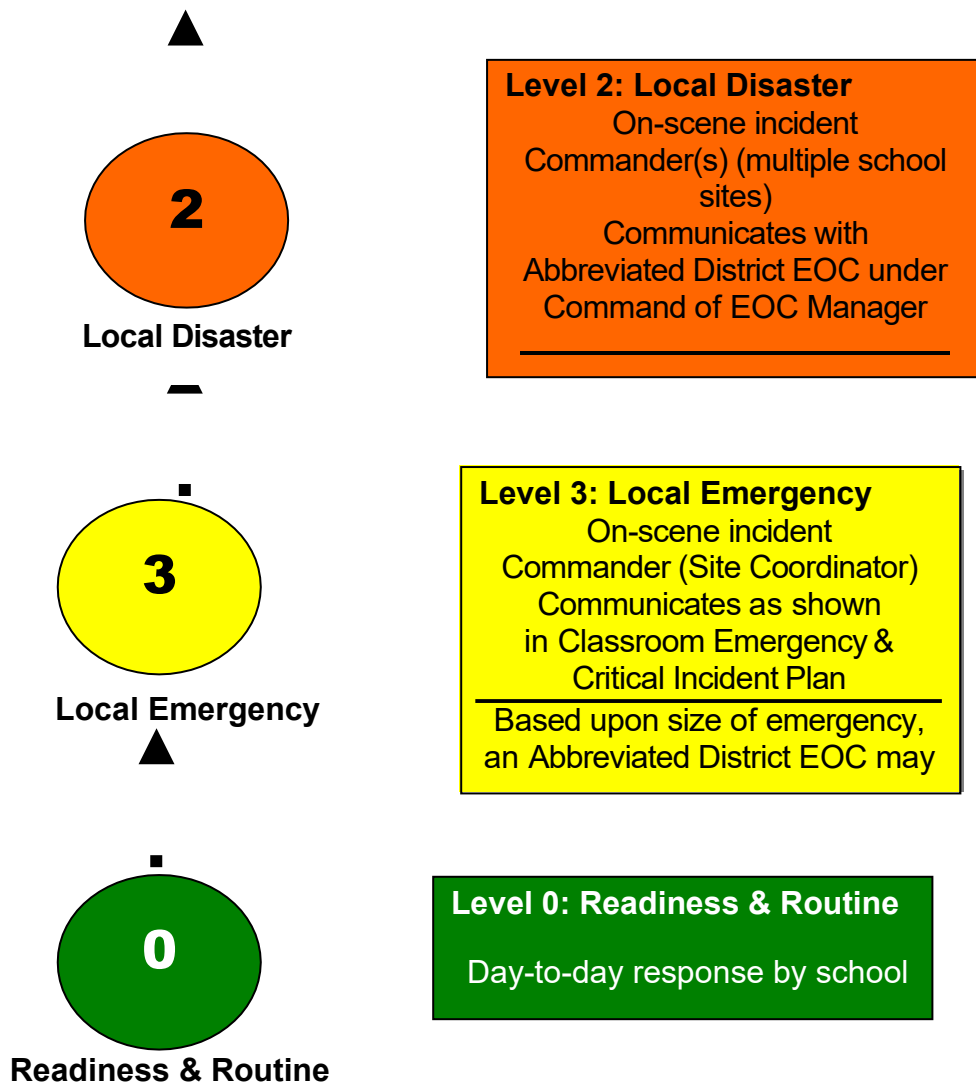 2
Local Disaster
Level 2: Local Disaster
On-scene incident
Commander(s) (multiple school
sites)
Communicates with
Abbreviated District EOC under
Command of EOC Manager
3
Local Emergency
Level 3: Local Emergency
On-scene incident
Commander (Site Coordinator)
Communicates as shown
in Classroom Emergency &
Critical Incident Plan
Based upon size of emergency,
an Abbreviated District EOC may
0
Readiness & Routine
Level 0: Readiness & Routine
Day-to-day response by school